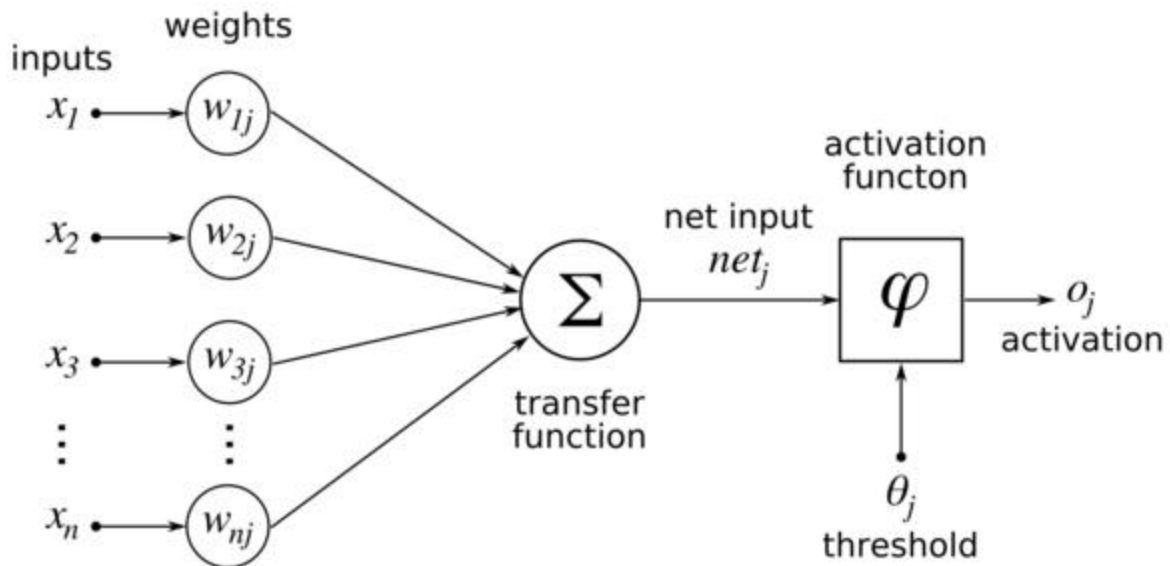 weights
inputs
x₁
w₁ⱼ
x₂
w₂ⱼ
x₃
w₃ⱼ
⋮
⋮
xₙ
wₙⱼ
Σ
transfer
function
net input
netⱼ
activation
functon
φ
oⱼ
activation
θⱼ
threshold